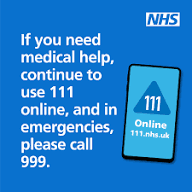 NHS
If you need
medical help,
continue to
use 111
online, and in
emergencies,
please call
999.
111
Online
111.nhs.uk